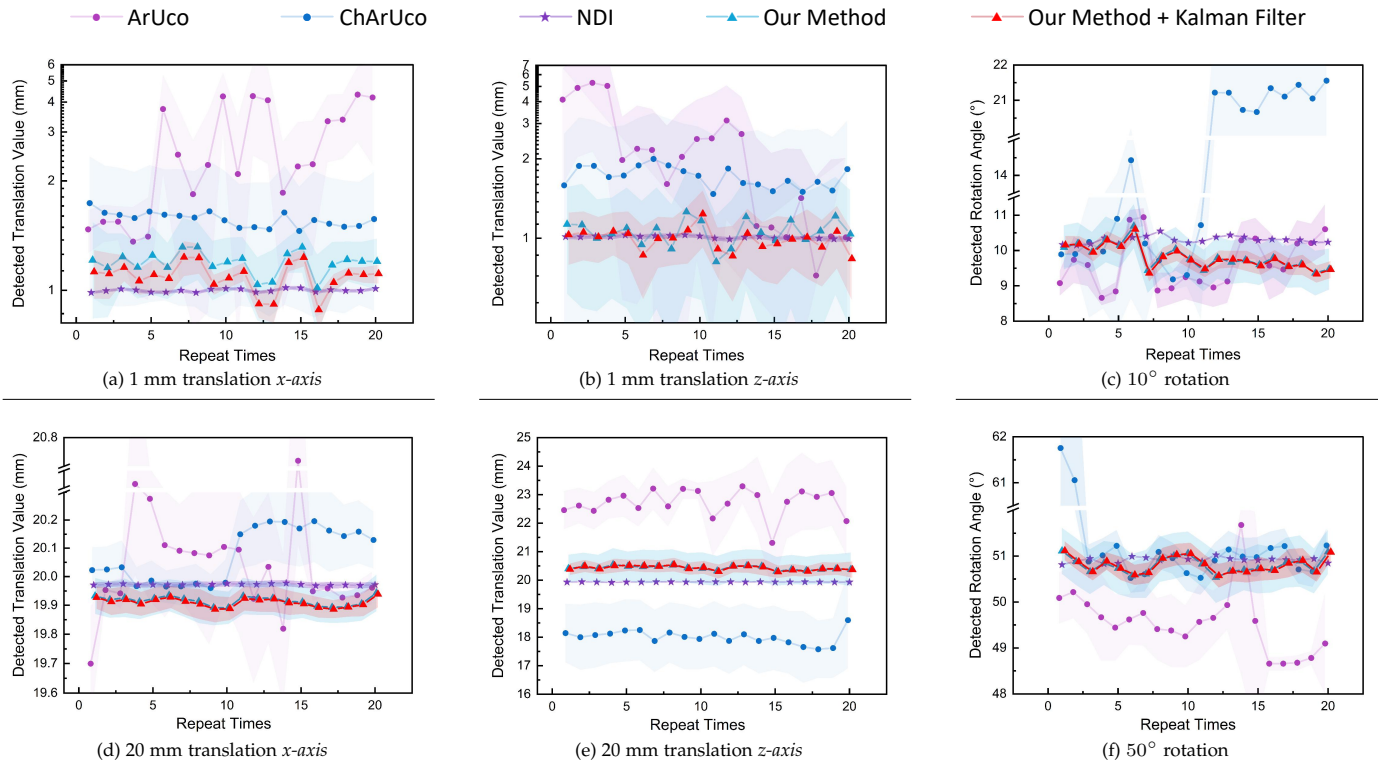 ArUco ChArUco NDI Our Method Our Method + Kalman Filter
Detected Translation Value (mm)
6
5
4
3
2
1
0 5 10 15 20
Repeat Times
(a) 1 mm translation x-axis
Detected Translation Value (mm)
7
6
5
4
3
2
1
0 5 10 15 20
Repeat Times
(b) 1 mm translation z-axis
Detected Rotation Angle (°)
22
21
14
11
10
9
8
0 5 10 15 20
Repeat Times
(c) 10° rotation
Detected Translation Value (mm)
20.8
20.2
20.1
20.0
19.9
19.8
19.7
19.6
0 5 10 15 20
Repeat Times
(d) 20 mm translation x-axis
Detected Translation Value (mm)
25
24
23
22
21
20
19
18
17
16
0 5 10 15 20
Repeat Times
(e) 20 mm translation z-axis
Detected Rotation Angle (°)
62
61
51
50
49
48
0 5 10 15 20
Repeat Times
(f) 50° rotation